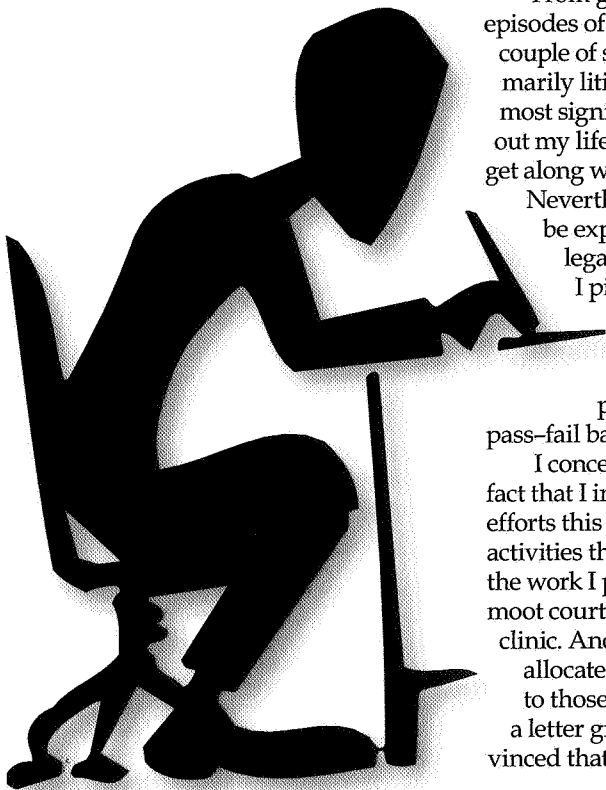 episodes of
couple of s
marily liti
most signi
out my life
get along w
Neverth
be exp
lega
I pi
p
pass–fail ba
I conce
fact that I i
efforts this
activities th
the work I p
moot court
clinic. And
allocate
to those
a letter g
vinced that